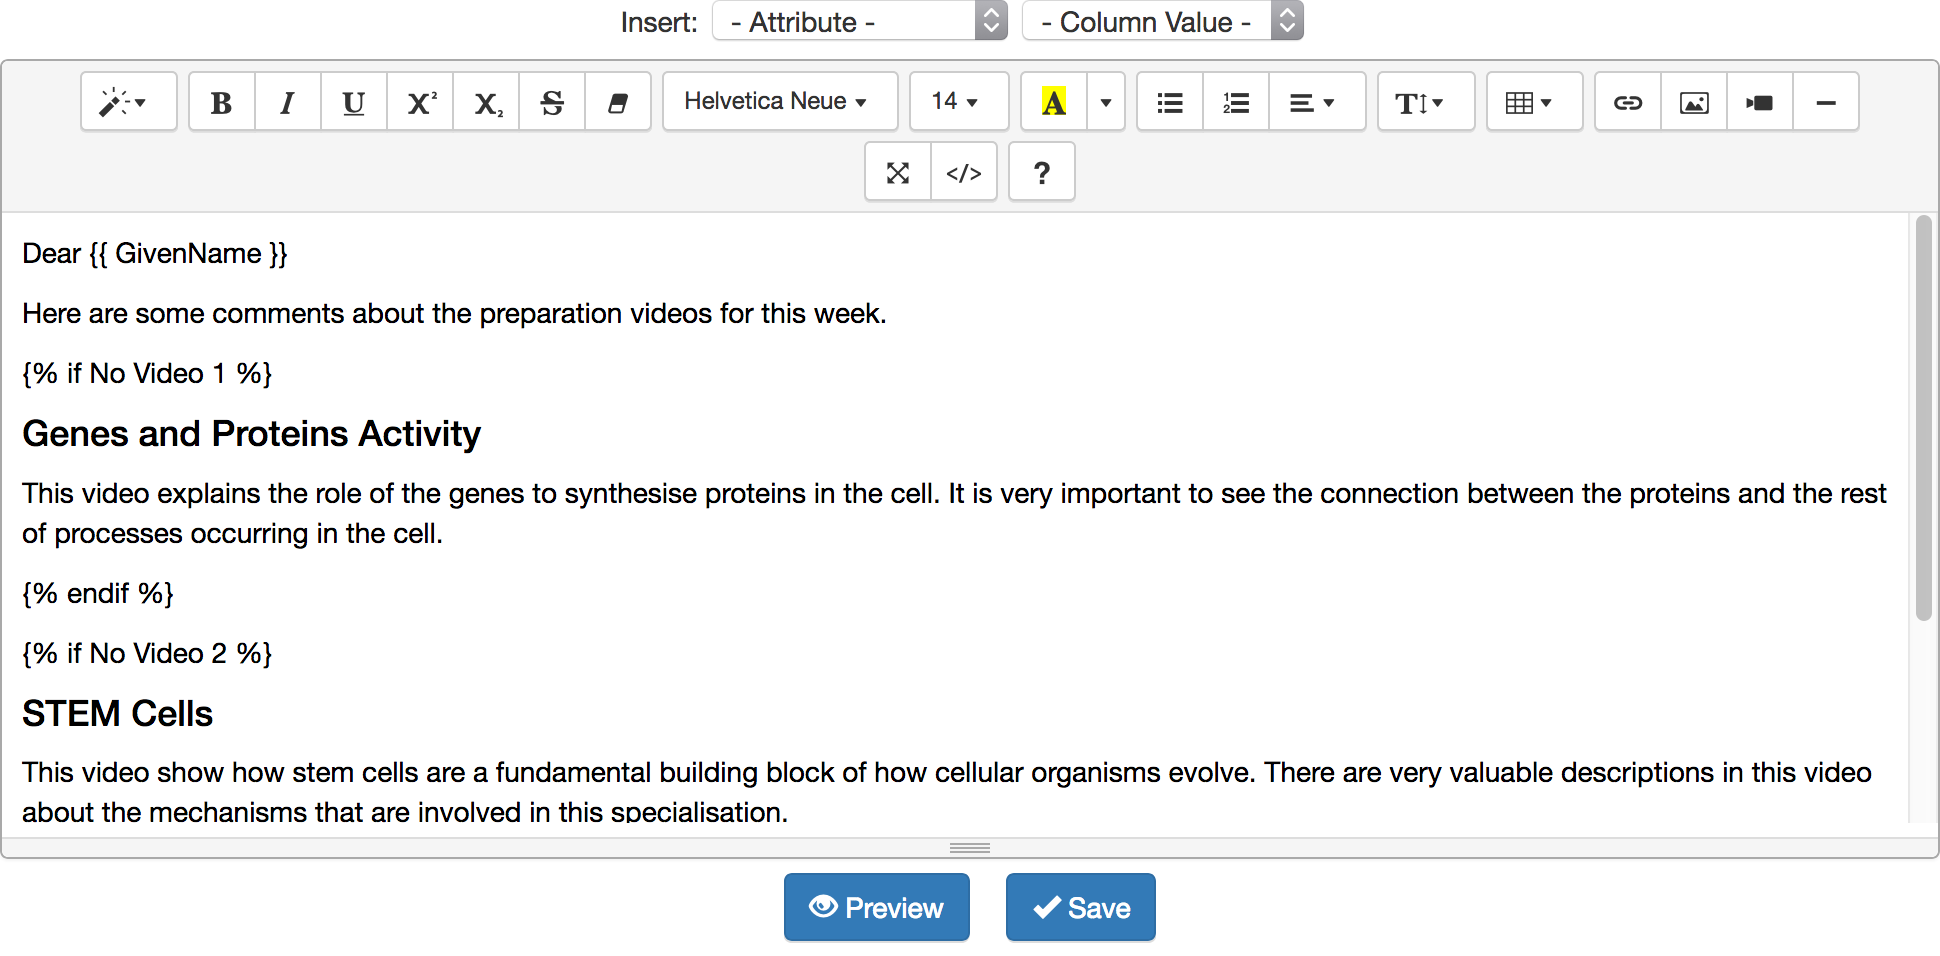 Insert: - Attribute - - Column Value -
B I U X² X₂ S Helvetica Neue 14 A T
</> ?
Dear {{ GivenName }}
Here are some comments about the preparation videos for this week.
{% if No Video 1 %}
Genes and Proteins Activity
This video explains the role of the genes to synthesise proteins in the cell. It is very important to see the connection between the proteins and the rest
of processes occurring in the cell.
{% endif %}
{% if No Video 2 %}
STEM Cells
This video show how stem cells are a fundamental building block of how cellular organisms evolve. There are very valuable descriptions in this video
about the mechanisms that are involved in this specialisation.
Preview Save